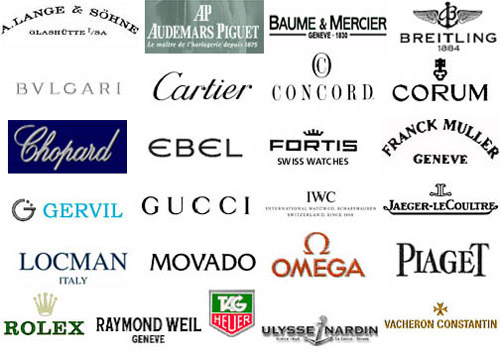 A. LANGE & SÖHNE
GLASHÜTTE I/SA
AP
AUDEMARS PIGUET
Le maître de l'horlogerie depuis 1875
BAUME & MERCIER
GENEVE - 1830
BREITLING
1884
BVLGARI
Cartier
CONCORD
CORUM
Chopard
EBEL
FORTIS
SWISS WATCHES
FRANCK MULLER
GENEVE
GERVIL
GUCCI
IWC
INTERNATIONAL WATCH CO. SCHAFFHAUSEN
SWITZERLAND, SINCE 1868
JAEGER-LECOULTRE
LOCMAN
ITALY
MOVADO
OMEGA
PIAGET
ROLEX
RAYMOND WEIL
GENEVE
TAG
HEUER
ULYSSE NARDIN
VACHERON CONSTANTIN